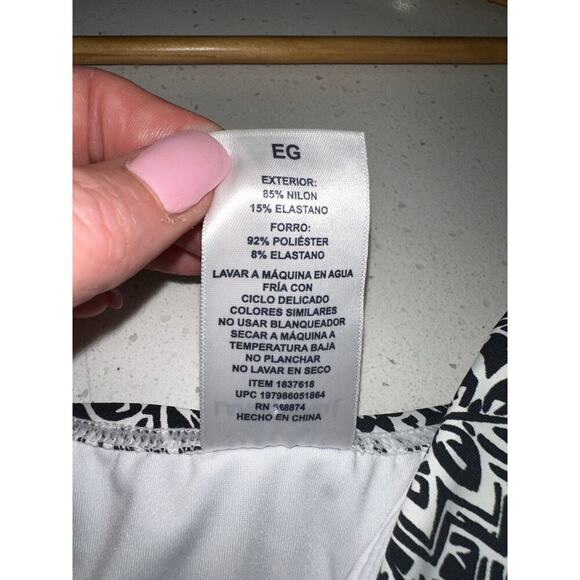 EG
EXTERIOR:
85% NILON
15% ELASTANO
FORRO:
92% POLIÉSTER
8% ELASTANO
LAVAR A MÁQUINA EN AGUA
FRÍA CON
CICLO DELICADO
COLORES SIMILARES
NO USAR BLANQUEADOR
SECAR A MÁQUINA A
TEMPERATURA BAJA
NO PLANCHAR
NO LAVAR EN SECO
ITEM 1837618
UPC 197986051864
RN
HECHO EN CHINA